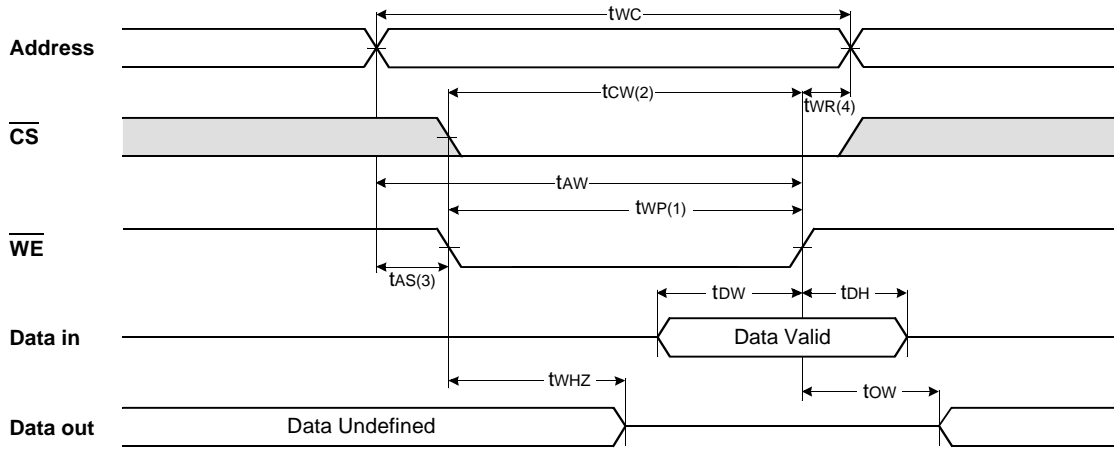 tWC
Address
tCW(2)
tWR(4)
CS
tAW
tWP(1)
WE
tAS(3)
tDW
tDH
Data in
Data Valid
tWHZ
tOW
Data out
Data Undefined